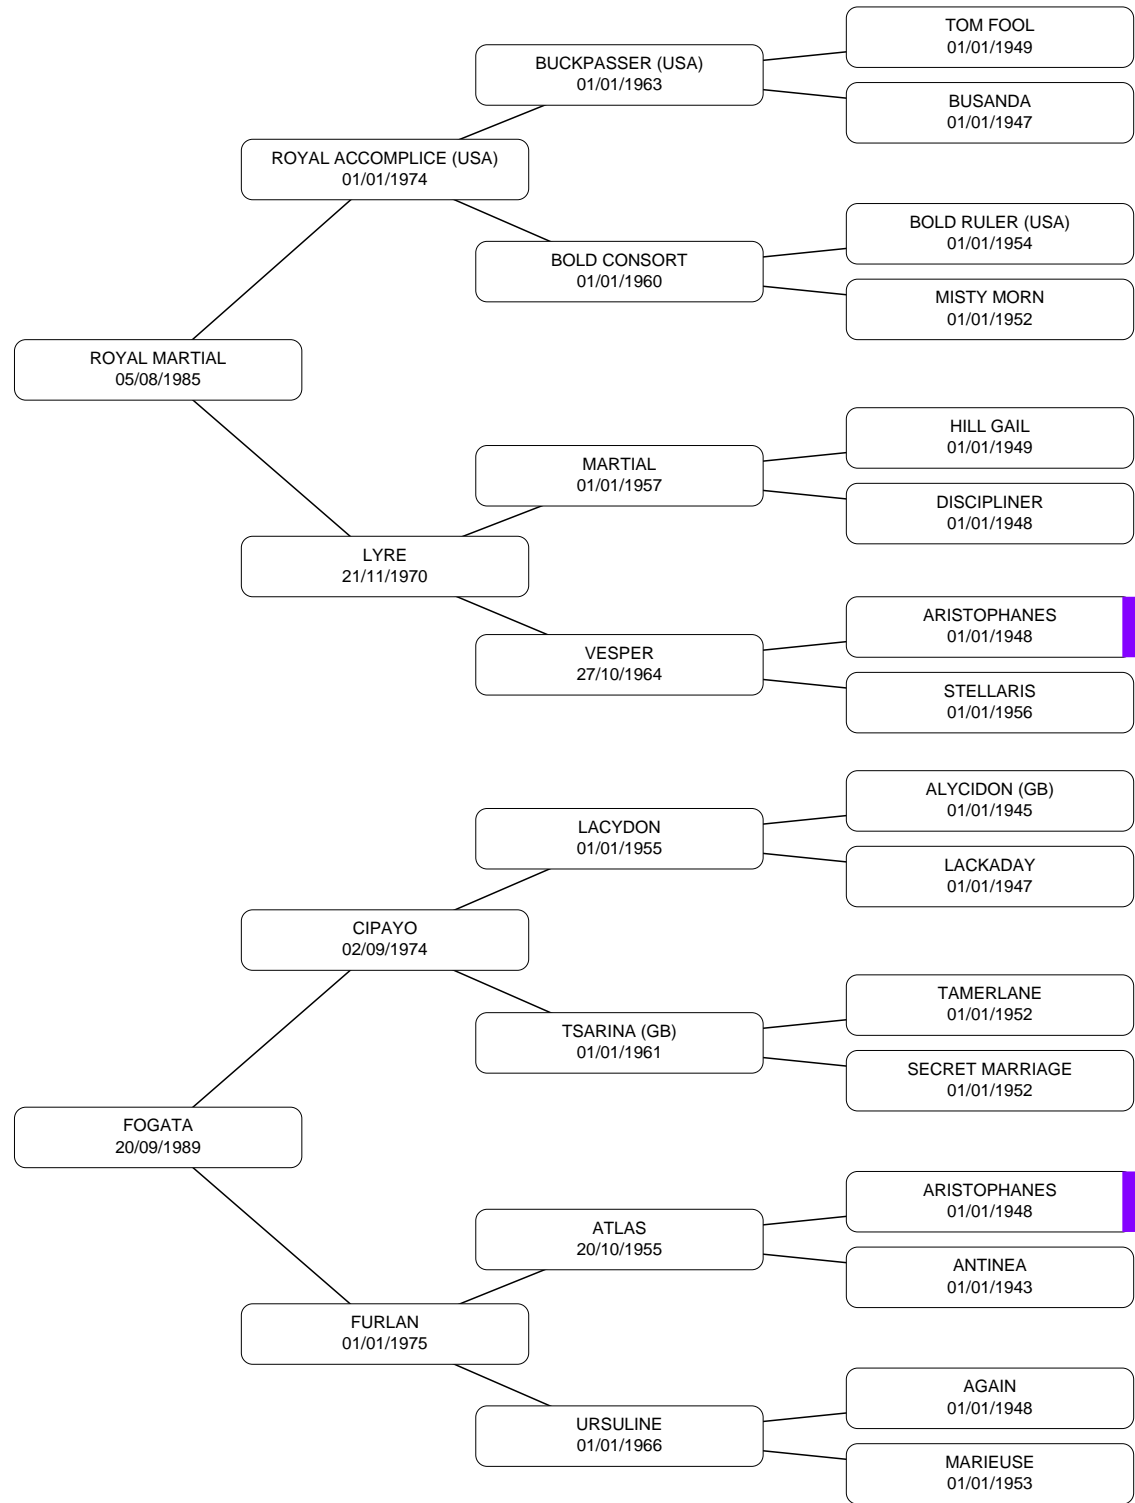 TOM FOOL
01/01/1949
BUCKPASSER (USA)
01/01/1963
BUSANDA
01/01/1947
ROYAL ACCOMPLICE (USA)
01/01/1974
BOLD RULER (USA)
01/01/1954
BOLD CONSORT
01/01/1960
MISTY MORN
01/01/1952
ROYAL MARTIAL
05/08/1985
HILL GAIL
01/01/1949
MARTIAL
01/01/1957
DISCIPLINER
01/01/1948
LYRE
21/11/1970
ARISTOPHANES
01/01/1948
VESPER
27/10/1964
STELLARIS
01/01/1956
ALYCIDON (GB)
01/01/1945
LACYDON
01/01/1955
LACKADAY
01/01/1947
CIPAYO
02/09/1974
TAMERLANE
01/01/1952
TSARINA (GB)
01/01/1961
SECRET MARRIAGE
01/01/1952
FOGATA
20/09/1989
ARISTOPHANES
01/01/1948
ATLAS
20/10/1955
ANTINEA
01/01/1943
FURLAN
01/01/1975
AGAIN
01/01/1948
URSULINE
01/01/1966
MARIEUSE
01/01/1953